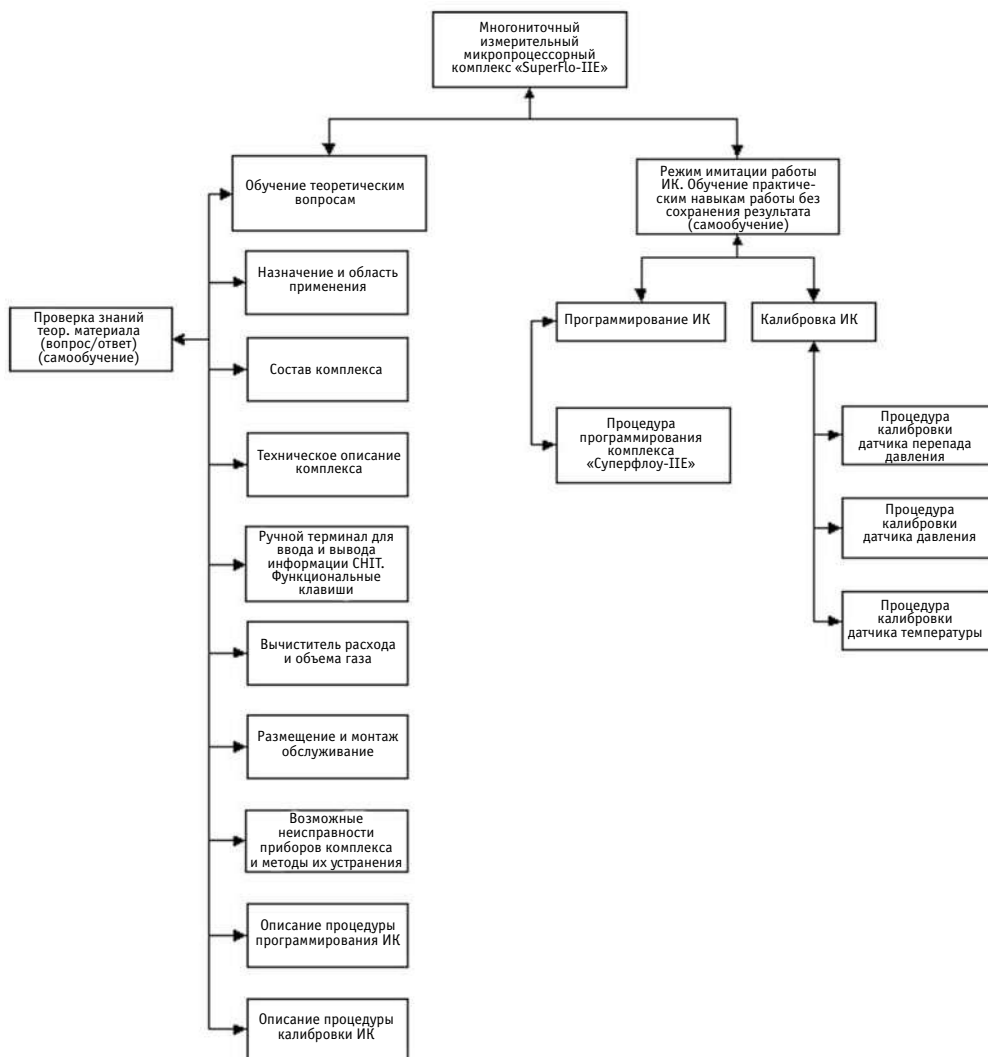 Многониточный
измерительный
микропроцессорный
комплекс «SuperFlo-IIE»
Обучение теоретическим
вопросам
Режим имитации работы
ИК. Обучение практиче-
ским навыкам работы без
сохранения результата
(самообучение)
Назначение и область
применения
Проверка знаний
теор. материала
(вопрос/ответ)
(самообучение)
Программирование ИК
Калибровка ИК
Состав комплекса
Процедура
программирования
комплекса
«Суперфлоу-IIE»
Процедура
калибровки
датчика перепада
давления
Техническое описание
комплекса
Процедура
калибровки
датчика давления
Ручной терминал для
ввода и вывода
информации CHIT.
Функциональные
клавиши
Процедура
калибровки
датчика температуры
Вычиститель расхода
и объема газа
Размещение и монтаж
обслуживание
Возможные
неисправности
приборов комплекса
и методы их устранения
Описание процедуры
программирования ИК
Описание процедуры
калибровки ИК